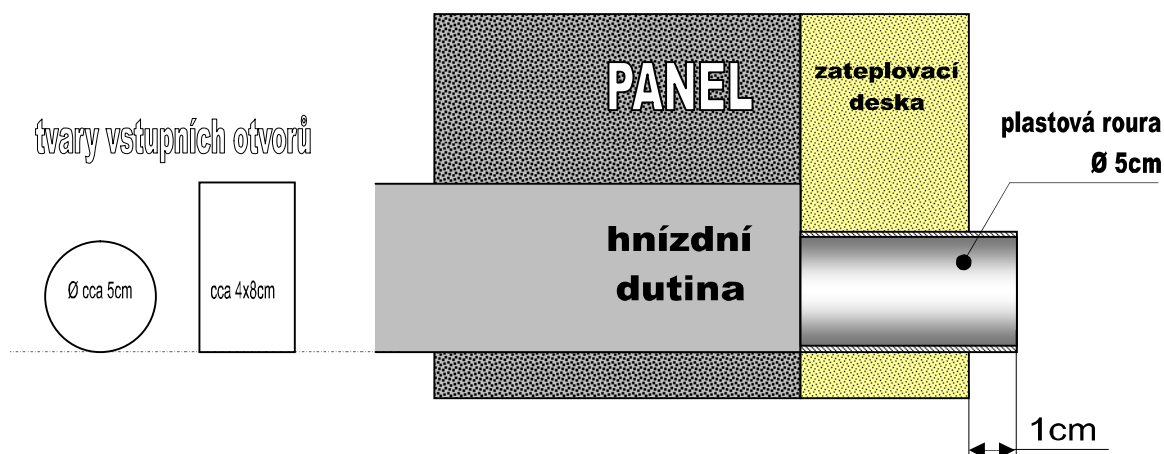 tvary vstupních otvorů
Ø cca 5cm
cca 4x8cm
PANEL
hnízdní
dutina
zateplovací
deska
plastová roura
Ø 5cm
1cm